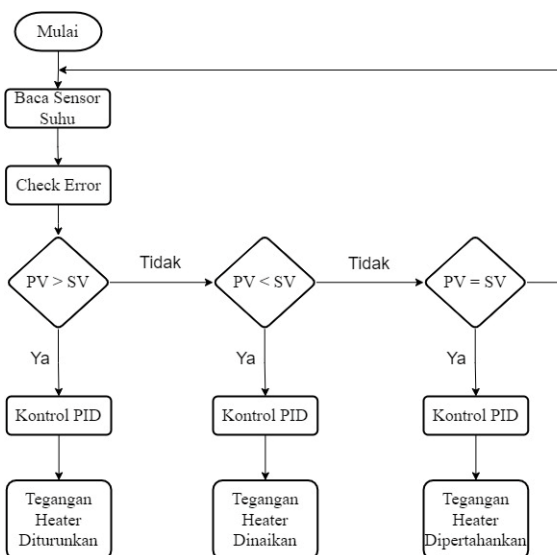 Mulai
Baca Sensor
Suhu
Check Error
PV > SV
Tidak
PV < SV
Tidak
PV = SV
Ya
Ya
Ya
Kontrol PID
Kontrol PID
Kontrol PID
Tegangan
Heater
Diturunkan
Tegangan
Heater
Dinaikan
Tegangan
Heater
Dipertahankan